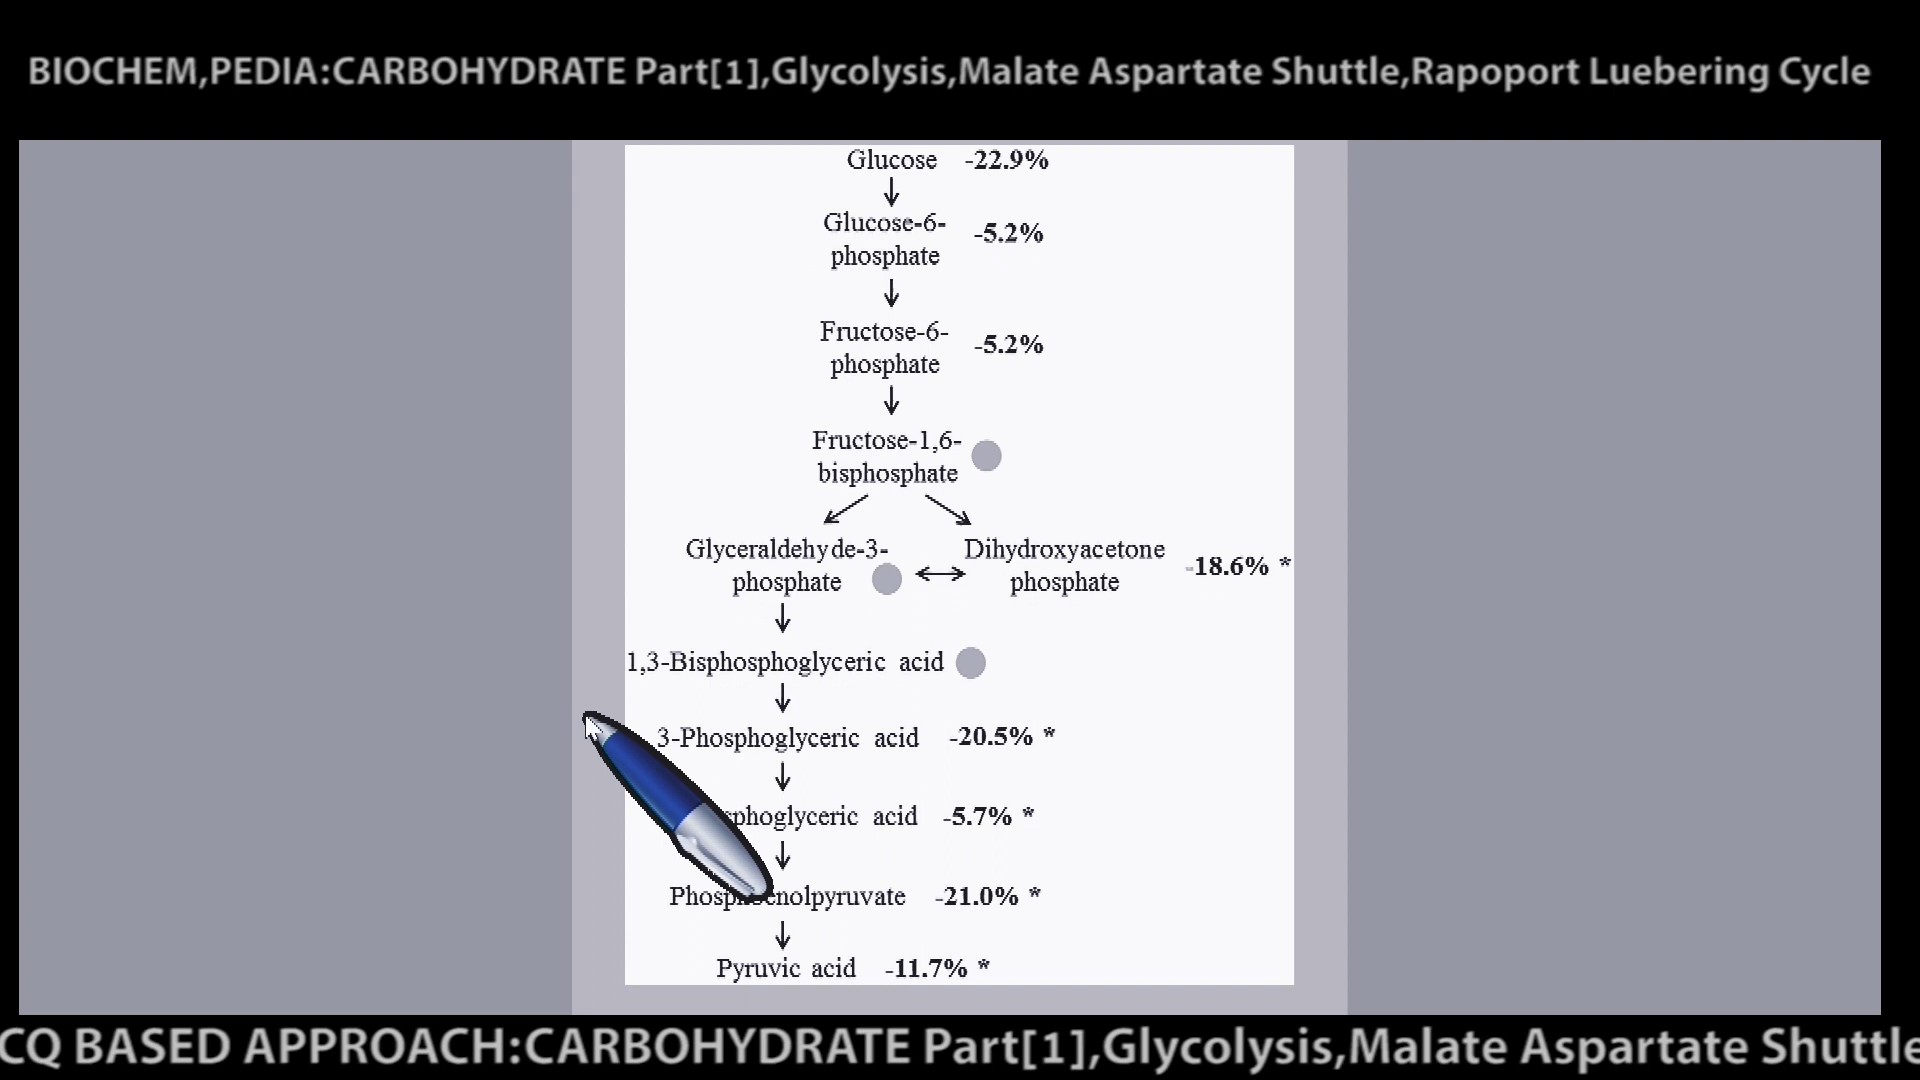 BIOCHEM,PEDIA:CARBOHYDRATE Part[1],Glycolysis,Malate Aspartate Shuttle,Rapoport Luebering Cycle
Glucose -22.9%
Glucose-6-
phosphate -5.2%
Fructose-6-
phosphate -5.2%
Fructose-1,6-
bisphosphate
Glyceraldehyde-3-
phosphate
Dihydroxyacetone
phosphate
-18.6% *
1,3-Bisphosphoglyceric acid
3-Phosphoglyceric acid -20.5% *
acid -5.7% *
-21.0% *
Pyruvic acid -11.7% *
CQ BASED APPROACH:CARBOHYDRATE Part[1],Glycolysis,Malate Aspartate Shuttle